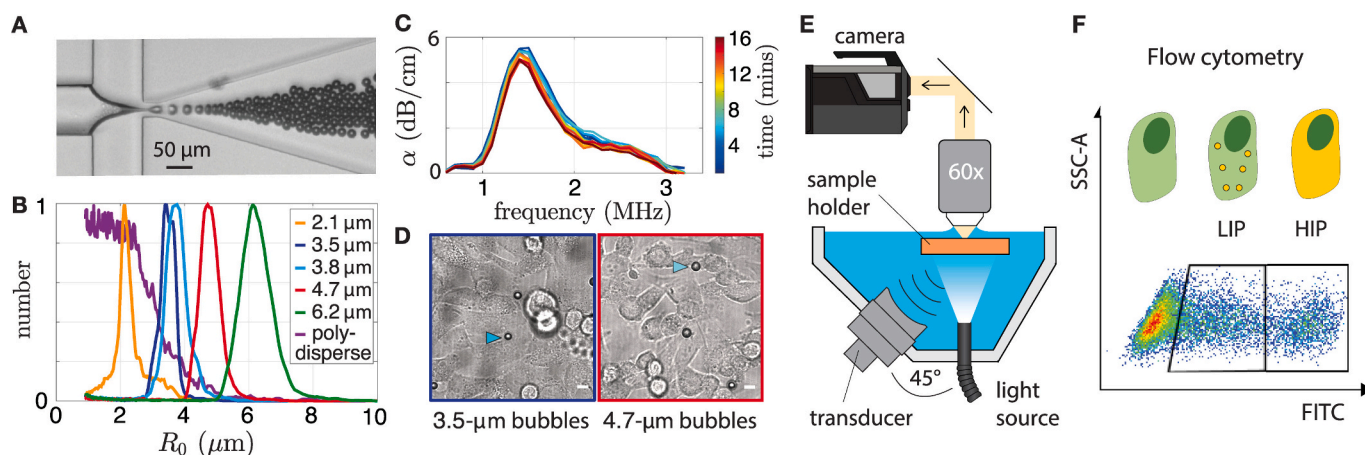 A
50 µm
B
1
number
0
0
2
4
6
8
10
R₀ (µm)
2.1 µm
3.5 µm
3.8 µm
4.7 µm
6.2 µm
poly-
disperse
C
6
α (dB/cm)
0
1
2
3
frequency (MHz)
16
12
8
4
time (mins)
D
3.5-µm bubbles
4.7-µm bubbles
E
camera
60x
sample
holder
45°
transducer
light
source
F
Flow cytometry
SSC-A
LIP
HIP
FITC